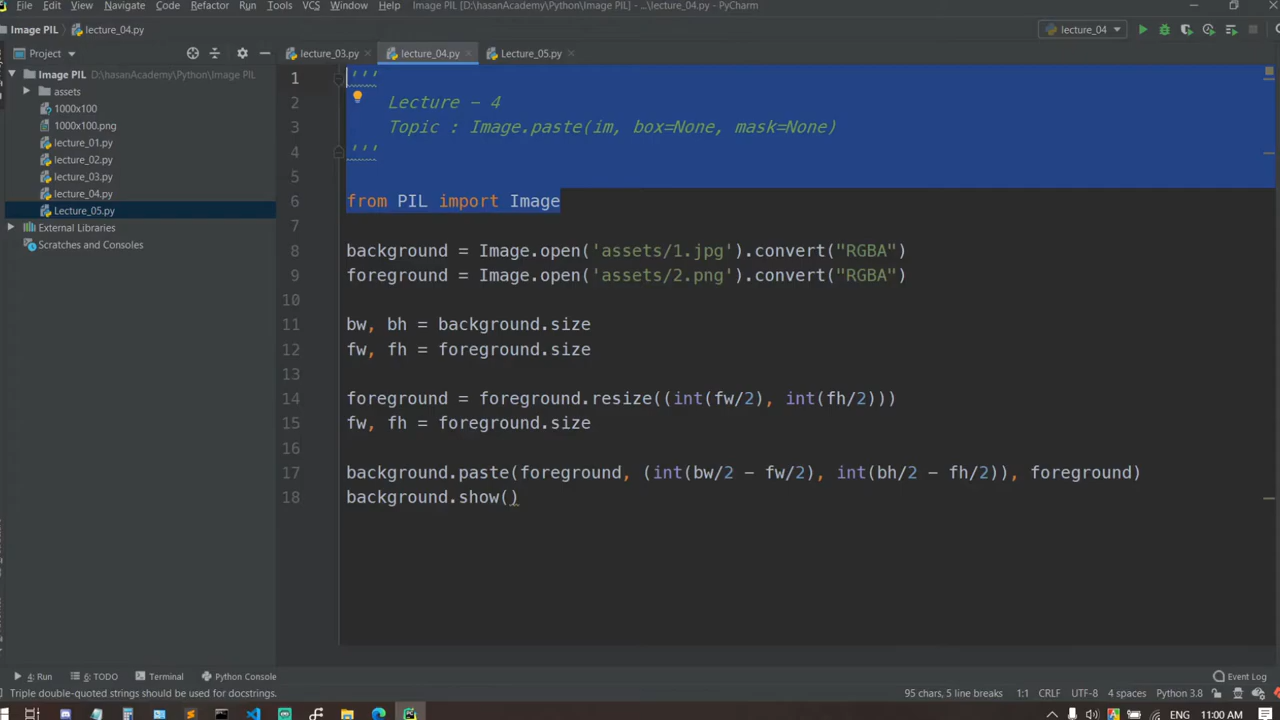 File Edit View Navigate Code Refactor Run Tools VCS Window Help Image PIL [D:\hasanAcademy\Python\Image PIL] - ...\lecture_04.py - PyCharm
Image PIL lecture_04.py lecture_04
Project lecture_03.py lecture_04.py Lecture_05.py
Image PIL D:\hasanAcademy\Python\Image PIL
assets
1000x100
1000x100.png
lecture_01.py
lecture_02.py
lecture_03.py
lecture_04.py
Lecture_05.py
External Libraries
Scratches and Consoles
1 '''
2 Lecture - 4
3 Topic : Image.paste(im, box=None, mask=None)
4 '''
5
6 from PIL import Image
7
8 background = Image.open('assets/1.jpg').convert("RGBA")
9 foreground = Image.open('assets/2.png').convert("RGBA")
10
11 bw, bh = background.size
12 fw, fh = foreground.size
13
14 foreground = foreground.resize((int(fw/2), int(fh/2)))
15 fw, fh = foreground.size
16
17 background.paste(foreground, (int(bw/2 - fw/2), int(bh/2 - fh/2)), foreground)
18 background.show()
4: Run 6: TODO Terminal Python Console Event Log
Triple double-quoted strings should be used for docstrings. 95 chars, 5 line breaks 1:1 CRLF UTF-8 4 spaces Python 3.8
ENG 11:00 AM